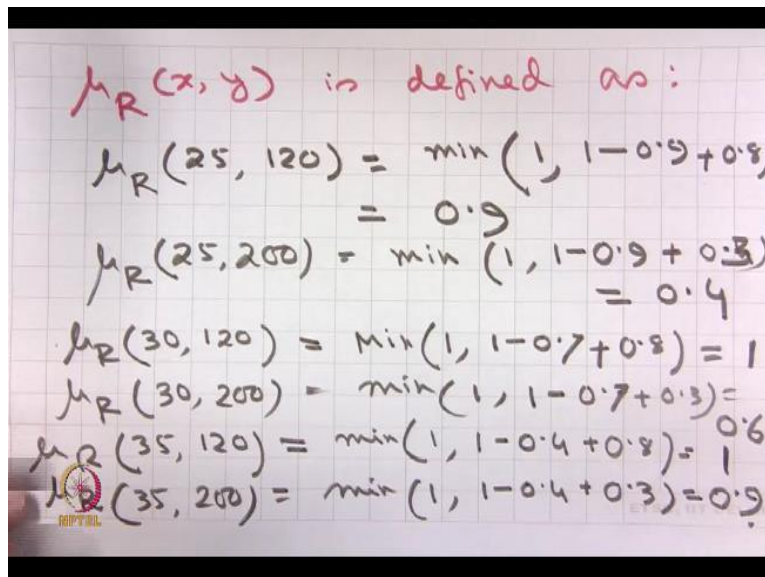 μR(x, y) is defined as:
μR(25, 120) = min(1, 1-0.9+0.8
= 0.9
μR(25, 200) = min(1, 1-0.9+0.3)
= 0.4
μR(30, 120) = Min(1, 1-0.7+0.8) = 1
μR(30, 200) = min(1, 1-0.7+0.3) =
0.6
μR(35, 120) = min(1, 1-0.4+0.8) = 1
μR(35, 200) = min(1, 1-0.4+0.3) = 0.9
NPTEL